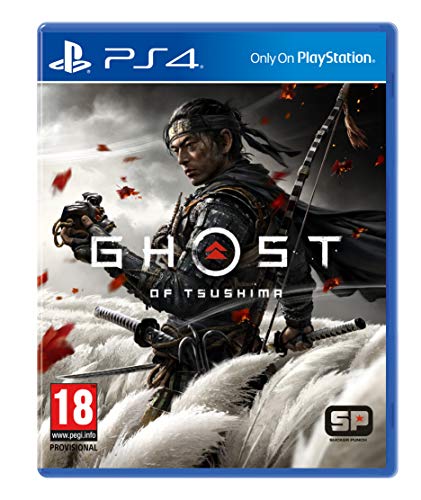 PS4
Only On PlayStation®
GHOST
OF TSUSHIMA
18
www.pegi.info
PROVISIONAL
SP
SUCKER PUNCH